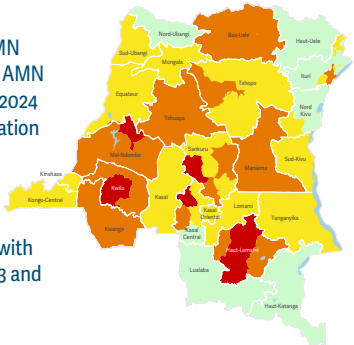 MN
AMN
2024
ation
with
3 and
Nord-Ubangi
Bas-Uele
Haut-Uele
Sud-Ubangi
Mongala
Ituri
Tshopo
Equateur
Nord
Kivu
Tshuapa
Mai-Ndombe
Sankuru
Maniema
Sud-Kivu
Kinshasa
Kwilu
Kasai
Kongo-Central
Lomami
Kasai
Oriental
Tanganyika
Kwango
Kasai
Central
Haut-Lomami
Lualaba
Haut-Katanga